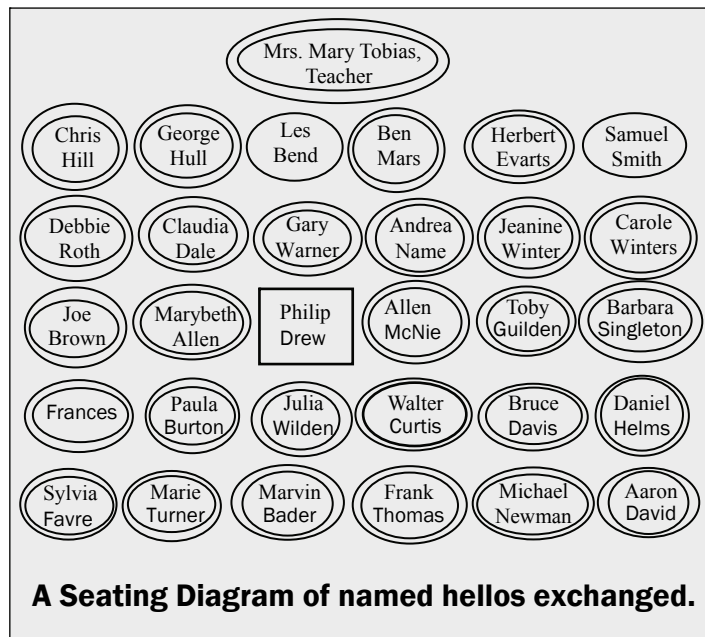 Mrs. Mary Tobias,
Teacher
Chris
Hill
George
Hull
Les
Bend
Ben
Mars
Herbert
Evarts
Samuel
Smith
Debbie
Roth
Claudia
Dale
Gary
Warner
Andrea
Name
Jeanine
Winter
Carole
Winters
Joe
Brown
Marybeth
Allen
Philip
Drew
Allen
McNie
Toby
Guilden
Barbara
Singleton
Frances
Paula
Burton
Julia
Wilden
Walter
Curtis
Bruce
Davis
Daniel
Helms
Sylvia
Favre
Marie
Turner
Marvin
Bader
Frank
Thomas
Michael
Newman
Aaron
David
A Seating Diagram of named hellos exchanged.